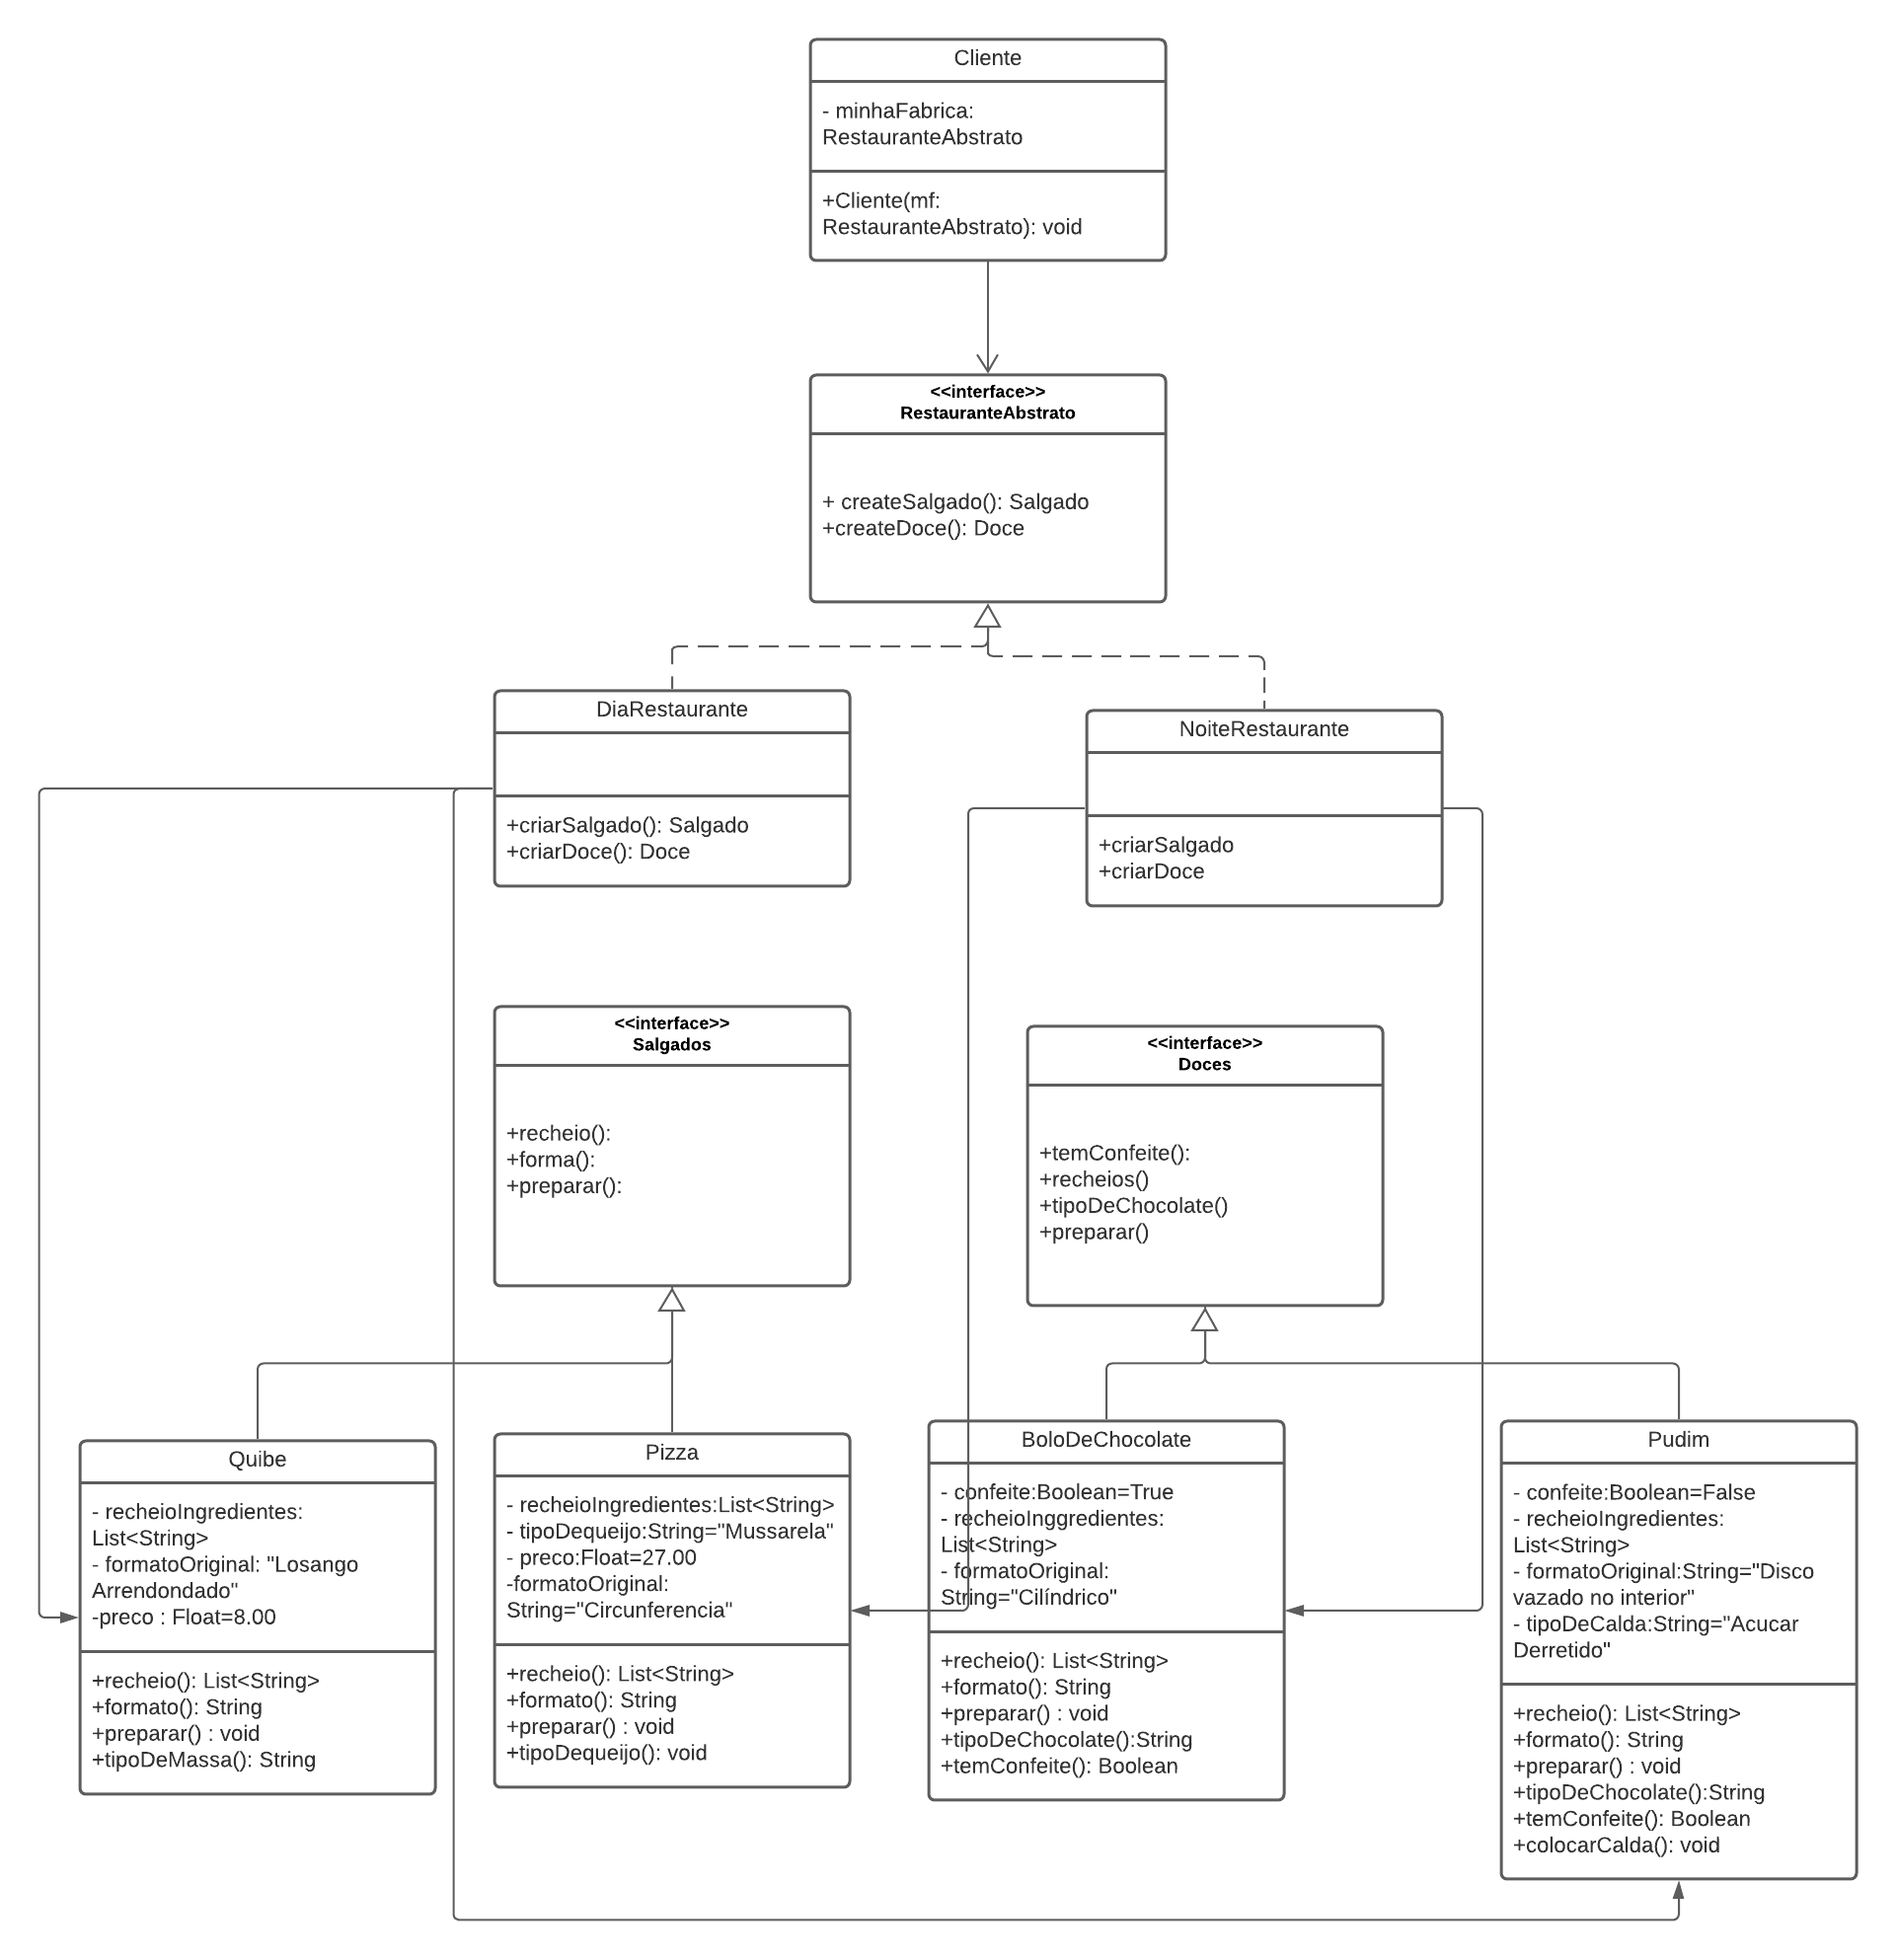 Cliente
- minhaFabrica:
RestauranteAbstrato
+Cliente(mf:
RestauranteAbstrato): void
<<interface>>
RestauranteAbstrato
+ createSalgado(): Salgado
+createDoce(): Doce
DiaRestaurante
+criarSalgado(): Salgado
+criarDoce(): Doce
NoiteRestaurante
+criarSalgado
+criarDoce
<<interface>>
Salgados
+recheio():
+forma():
+preparar():
<<interface>>
Doces
+temConfeite():
+recheios()
+tipoDeChocolate()
+preparar()
Quibe
- recheioIngredientes:
List<String>
- formatoOriginal: "Losango
Arrendondado"
-preco : Float=8.00
+recheio(): List<String>
+formato(): String
+preparar() : void
+tipoDeMassa(): String
Pizza
- recheioIngredientes:List<String>
- tipoDequeijo:String="Mussarela"
- preco:Float=27.00
-formatoOriginal:
String="Circunferencia"
+recheio(): List<String>
+formato(): String
+preparar() : void
+tipoDequeijo(): void
BoloDeChocolate
- confeite:Boolean=True
- recheioInggredientes:
List<String>
- formatoOriginal:
String="Cilíndrico"
+recheio(): List<String>
+formato(): String
+preparar() : void
+tipoDeChocolate():String
+temConfeite(): Boolean
Pudim
- confeite:Boolean=False
- recheioIngredientes:
List<String>
- formatoOriginal:String="Disco
vazado no interior"
- tipoDeCalda:String="Acucar
Derretido"
+recheio(): List<String>
+formato(): String
+preparar() : void
+tipoDeChocolate():String
+temConfeite(): Boolean
+colocarCalda(): void